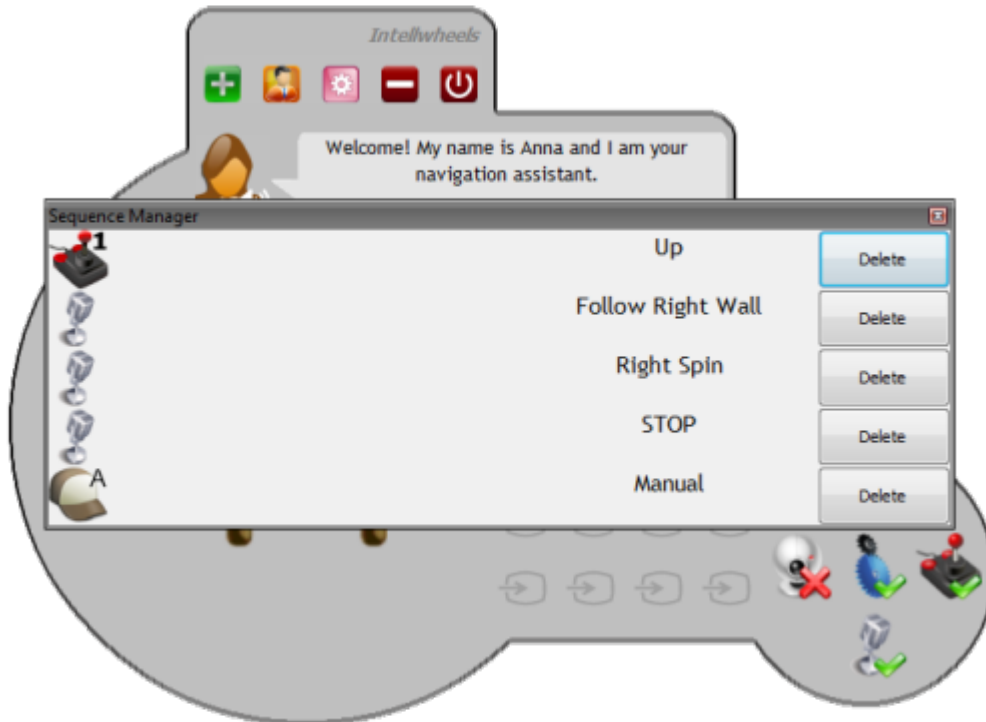 Intellwheels
Welcome! My name is Anna and I am your
navigation assistant.
Sequence Manager
1 Up Delete
Follow Right Wall Delete
Right Spin Delete
STOP Delete
A Manual Delete